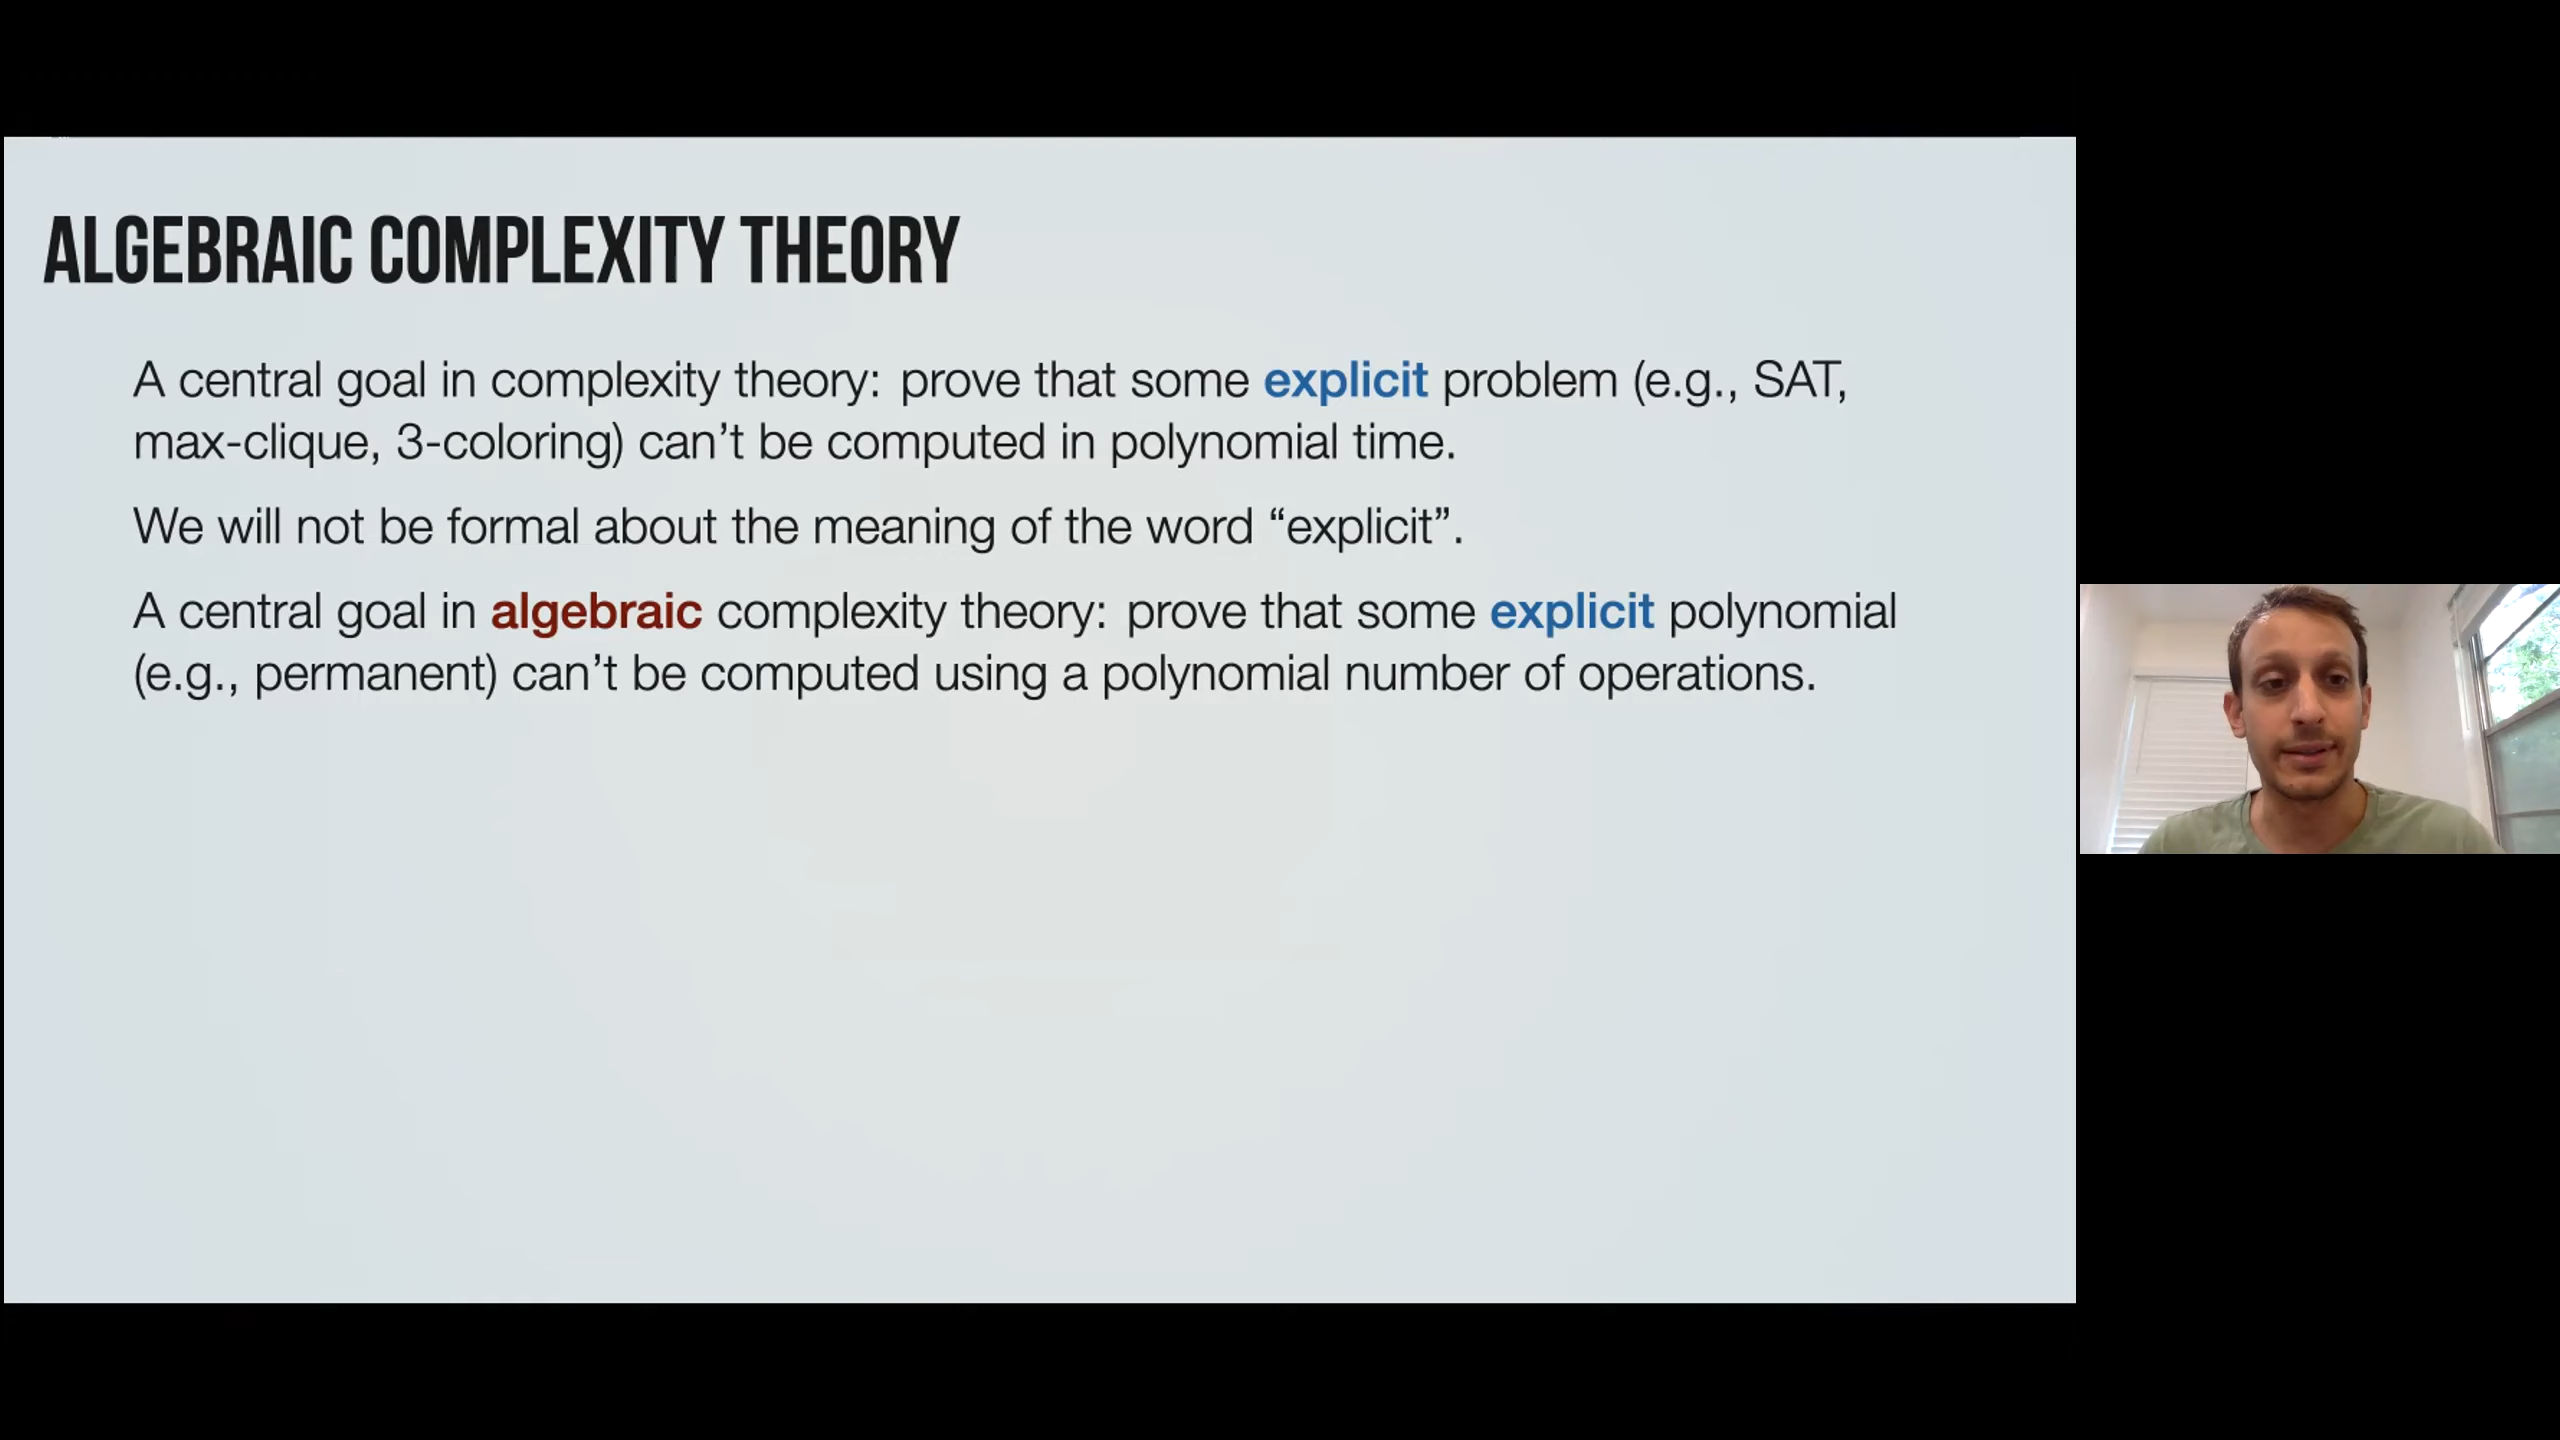 ALGEBRAIC COMPLEXITY THEORY
A central goal in complexity theory: prove that some explicit problem (e.g., SAT,
max-clique, 3-coloring) can’t be computed in polynomial time.
We will not be formal about the meaning of the word “explicit”.
A central goal in algebraic complexity theory: prove that some explicit polynomial
(e.g., permanent) can’t be computed using a polynomial number of operations.